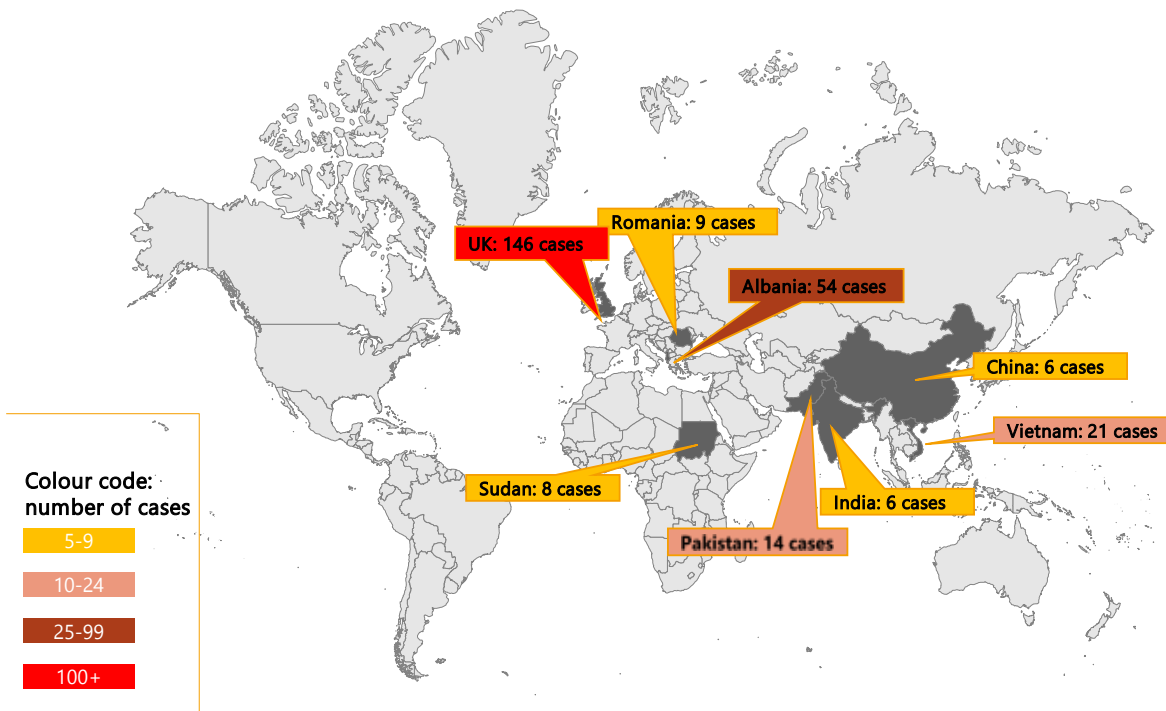 Romania: 9 cases
UK: 146 cases
Albania: 54 cases
China: 6 cases
Vietnam: 21 cases
Sudan: 8 cases
India: 6 cases
Pakistan: 14 cases
Colour code:
number of cases
5-9
10-24
25-99
100+